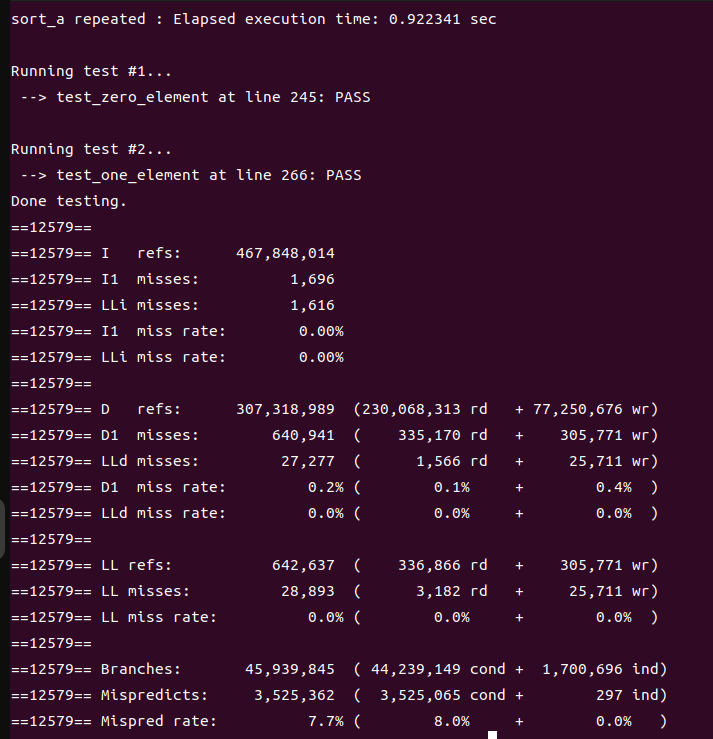 sort_a repeated : Elapsed execution time: 0.922341 sec
Running test #1...
--> test_zero_element at line 245: PASS
Running test #2...
--> test_one_element at line 266: PASS
Done testing.
==12579==
==12579== I   refs:      467,848,014
==12579== I1  misses:          1,696
==12579== LLi misses:          1,616
==12579== I1  miss rate:        0.00%
==12579== LLi miss rate:        0.00%
==12579==
==12579== D   refs:      307,318,989  (230,068,313 rd   + 77,250,676 wr)
==12579== D1  misses:        640,941  (    335,170 rd   +    305,771 wr)
==12579== LLd misses:         27,277  (      1,566 rd   +     25,711 wr)
==12579== D1  miss rate:         0.2% (        0.1%     +        0.4%  )
==12579== LLd miss rate:         0.0% (        0.0%     +        0.0%  )
==12579==
==12579== LL refs:           642,637  (    336,866 rd   +    305,771 wr)
==12579== LL misses:          28,893  (      3,182 rd   +     25,711 wr)
==12579== LL miss rate:          0.0% (        0.0%     +        0.0%  )
==12579==
==12579== Branches:       45,939,845  ( 44,239,149 cond +  1,700,696 ind)
==12579== Mispredicts:     3,525,362  (  3,525,065 cond +        297 ind)
==12579== Mispred rate:          7.7% (        8.0%     +        0.0%   )